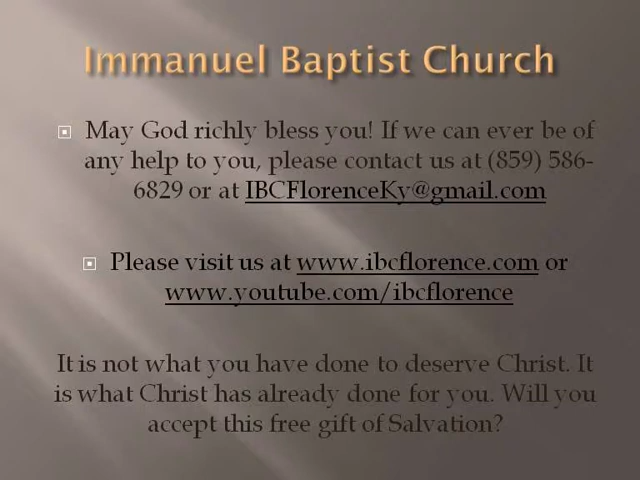 Immanuel Baptist Church
May God richly bless you! If we can ever be of
any help to you, please contact us at (859) 586-
6829 or at IBCFlorenceKy@gmail.com
Please visit us at www.ibcflorence.com or
www.youtube.com/ibcflorence
It is not what you have done to deserve Christ. It
is what Christ has already done for you. Will you
accept this free gift of Salvation?